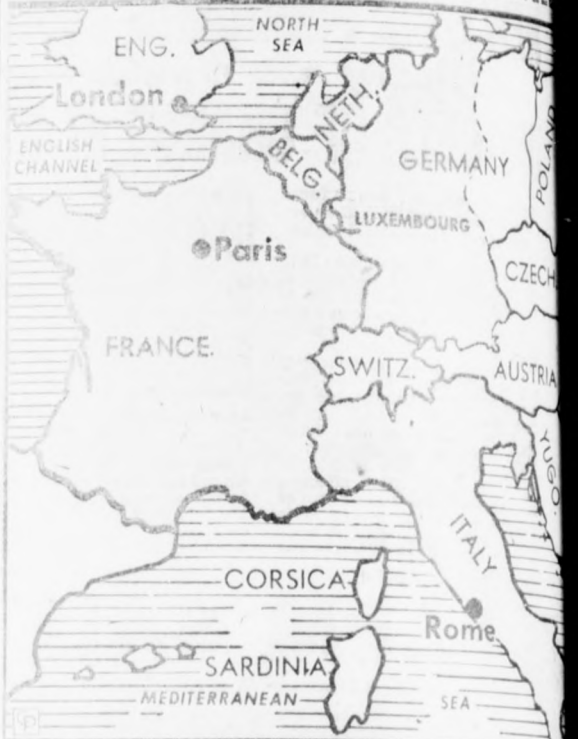 NORTH
SEA
ENG.
London
NETH.
ENGLISH
CHANNEL
BELG.
GERMANY
POLAND
LUXEMBOURG
Paris
CZECH.
FRANCE.
SWITZ.
AUSTRIA
YUGO.
ITALY
CORSICA
Rome
SARDINIA
MEDITERRANEAN
SEA
CP